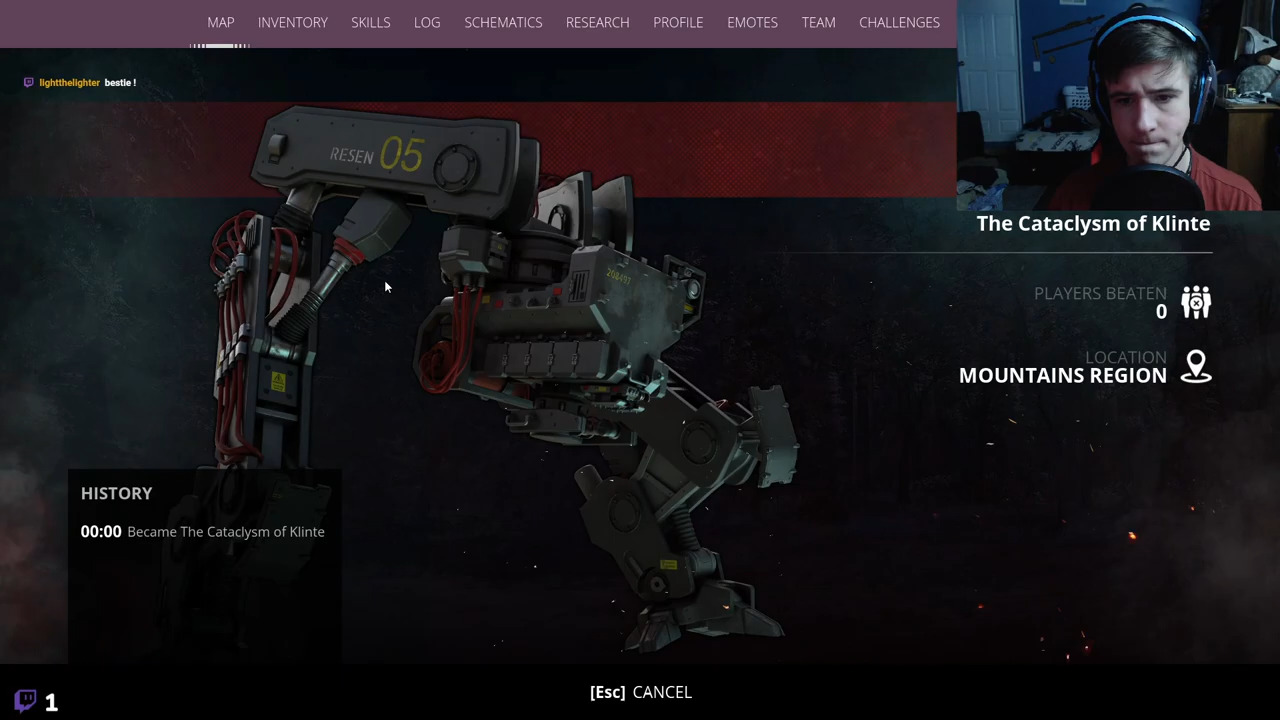 MAP INVENTORY SKILLS LOG SCHEMATICS RESEARCH PROFILE EMOTES TEAM CHALLENGES
lightthelighter bestie !
RESEN 05
208497
The Cataclysm of Klinte
PLAYERS BEATEN
0
LOCATION
MOUNTAINS REGION
HISTORY
00:00 Became The Cataclysm of Klinte
1
[Esc] CANCEL